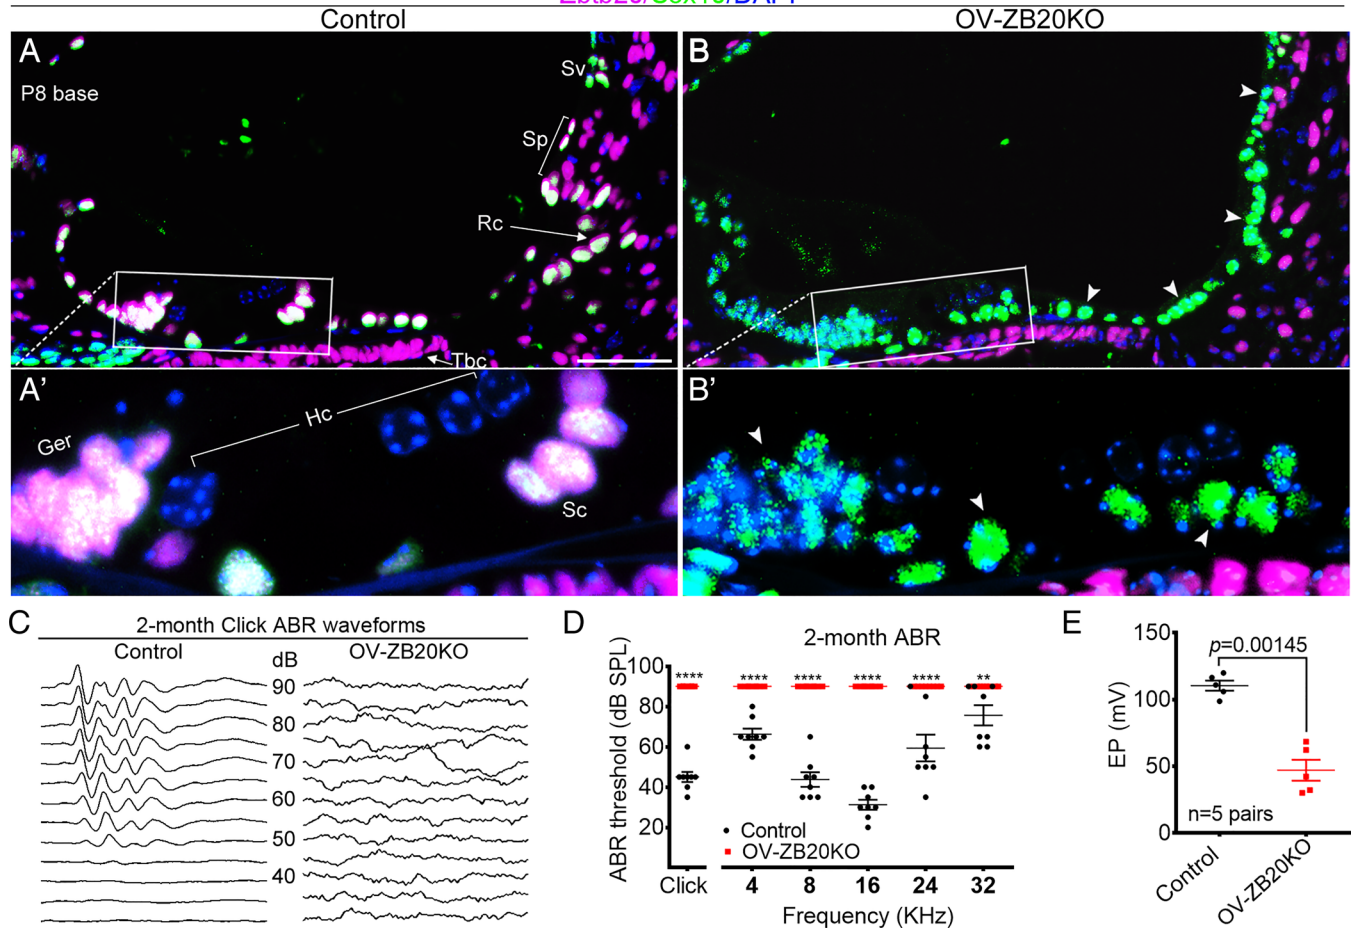 Control
OV-ZB20KO
A
P8 base
Sv
Sp
Rc
Tbc
B
A’
Ger
Hc
Sc
B’
C
2-month Click ABR waveforms
Control
dB
OV-ZB20KO
90
80
70
60
50
40
D
2-month ABR
ABR threshold (dB SPL)
100
80
60
40
20
**** **** **** **** **** **
Control
OV-ZB20KO
Click 4 8 16 24 32
Frequency (KHz)
E
EP (mV)
150
100
50
0
p=0.00145
n=5 pairs
Control
OV-ZB20KO